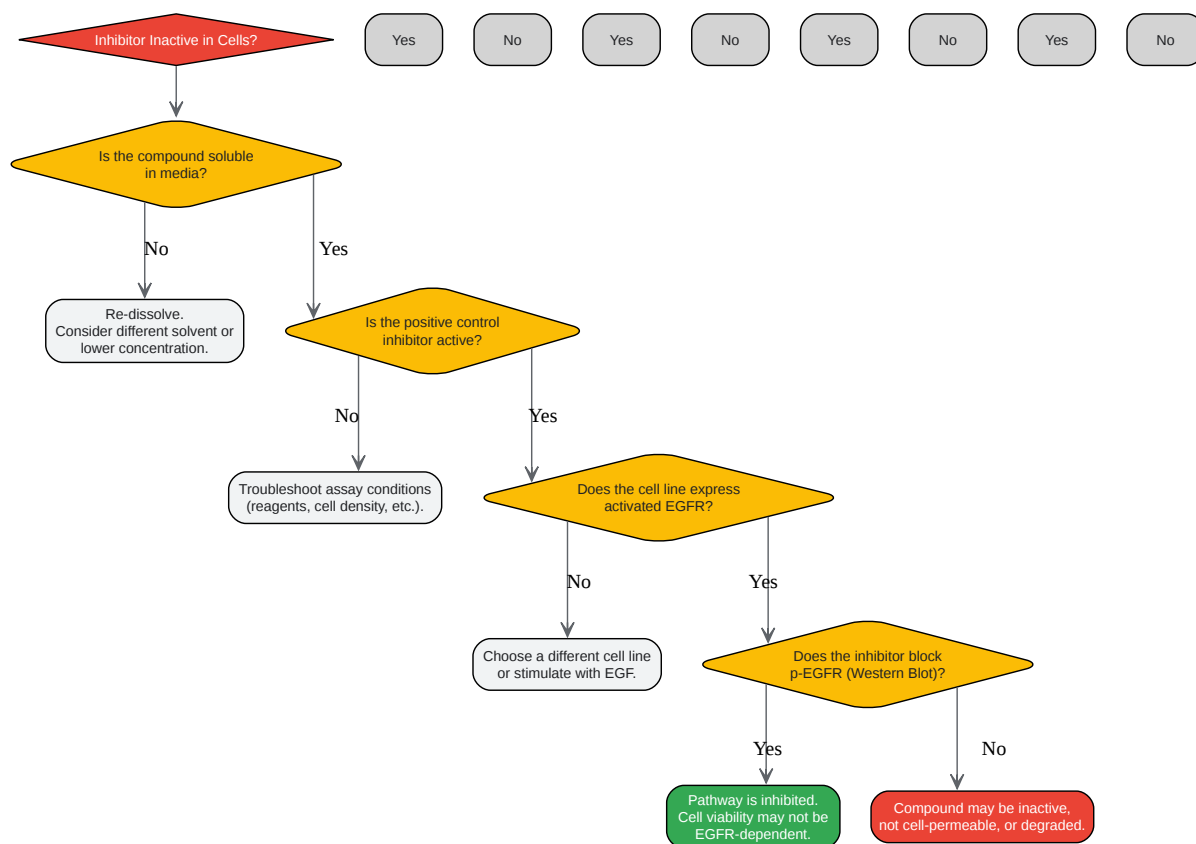 Inhibitor Inactive in Cells?
Yes
No
Yes
No
Yes
No
Yes
No
Is the compound soluble
in media?
No
Yes
Re-dissolve.
Consider different solvent or
lower concentration.
Is the positive control
inhibitor active?
No
Yes
Troubleshoot assay conditions
(reagents, cell density, etc.).
Does the cell line express
activated EGFR?
No
Yes
Choose a different cell line
or stimulate with EGF.
Does the inhibitor block
p-EGFR (Western Blot)?
Yes
No
Pathway is inhibited.
Cell viability may not be
EGFR-dependent.
Compound may be inactive,
not cell-permeable, or degraded.